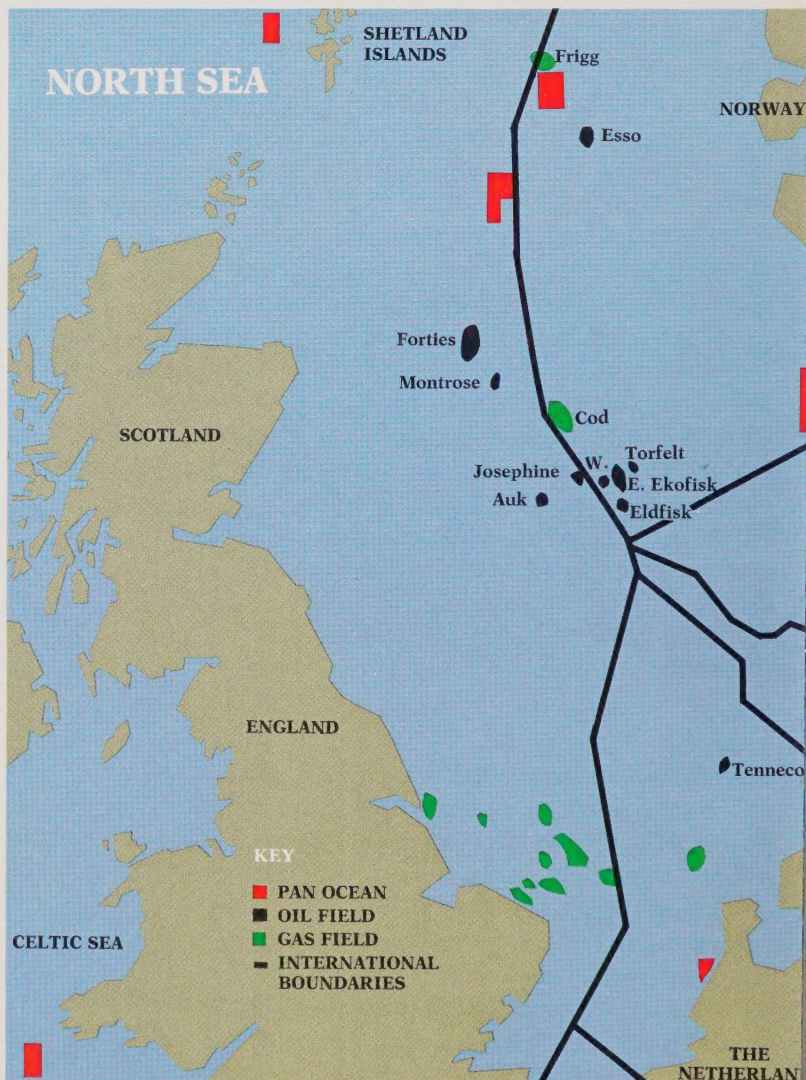 SHETLAND
ISLANDS
NORTH SEA
Frigg
NORWAY
Esso
Forties
Montrose
Cod
SCOTLAND
Torfelt
W.
Josephine
E. Ekofisk
Auk
Eldfisk
ENGLAND
Tenneco
KEY
PAN OCEAN
OIL FIELD
GAS FIELD
INTERNATIONAL
BOUNDARIES
CELTIC SEA
THE
NETHERLAN